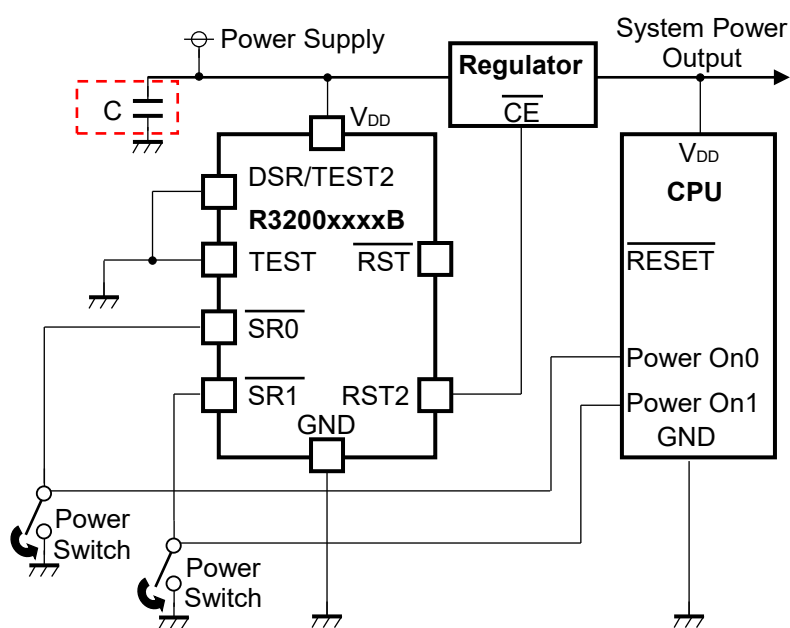 System Power
Output
Power Supply
Regulator
CE
C
VDD
VDD
CPU
DSR/TEST2
R3200xxxxB
TEST
RST
RESET
SR0
Power On0
SR1
RST2
Power On1
GND
GND
Power
Switch
Power
Switch